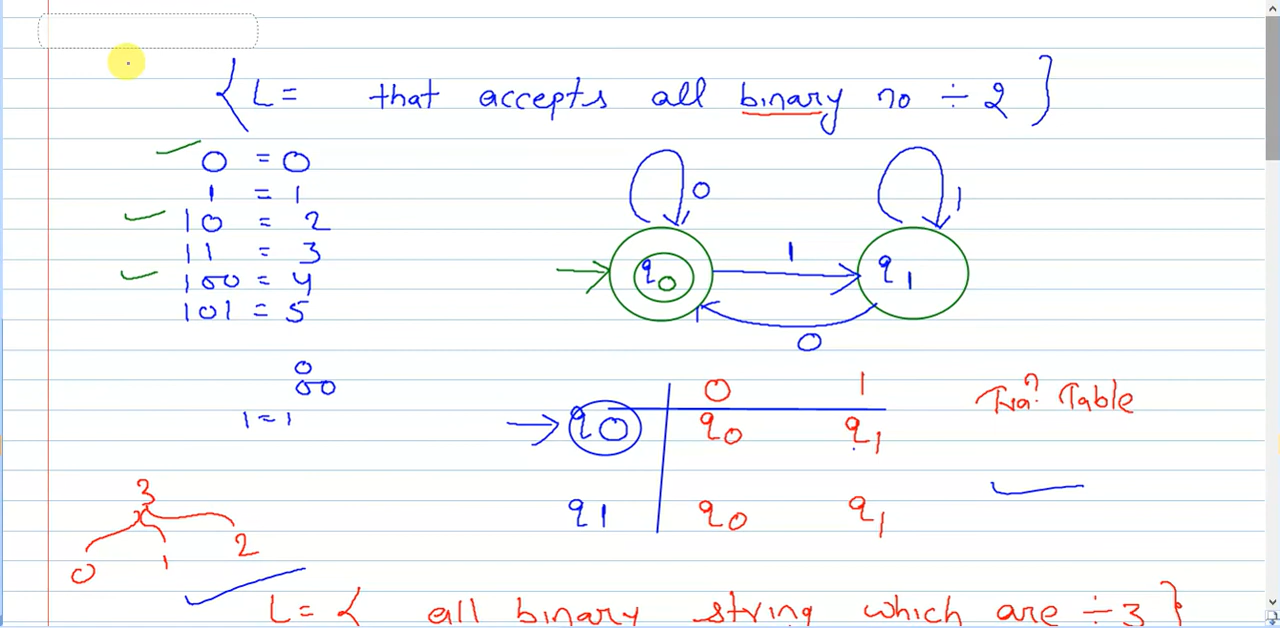 { L = that accepts all binary no ÷ 2 }
0 = 0
1 = 1
10 = 2
11 = 3
100 = 4
101 = 5
0
1
q0 1 q1
0
0
00
1 = 1
0 1
q0 q0 q1
q1 q0 q1
Tran Table
3
0 1 2
L = { all binary string which are ÷ 3 }